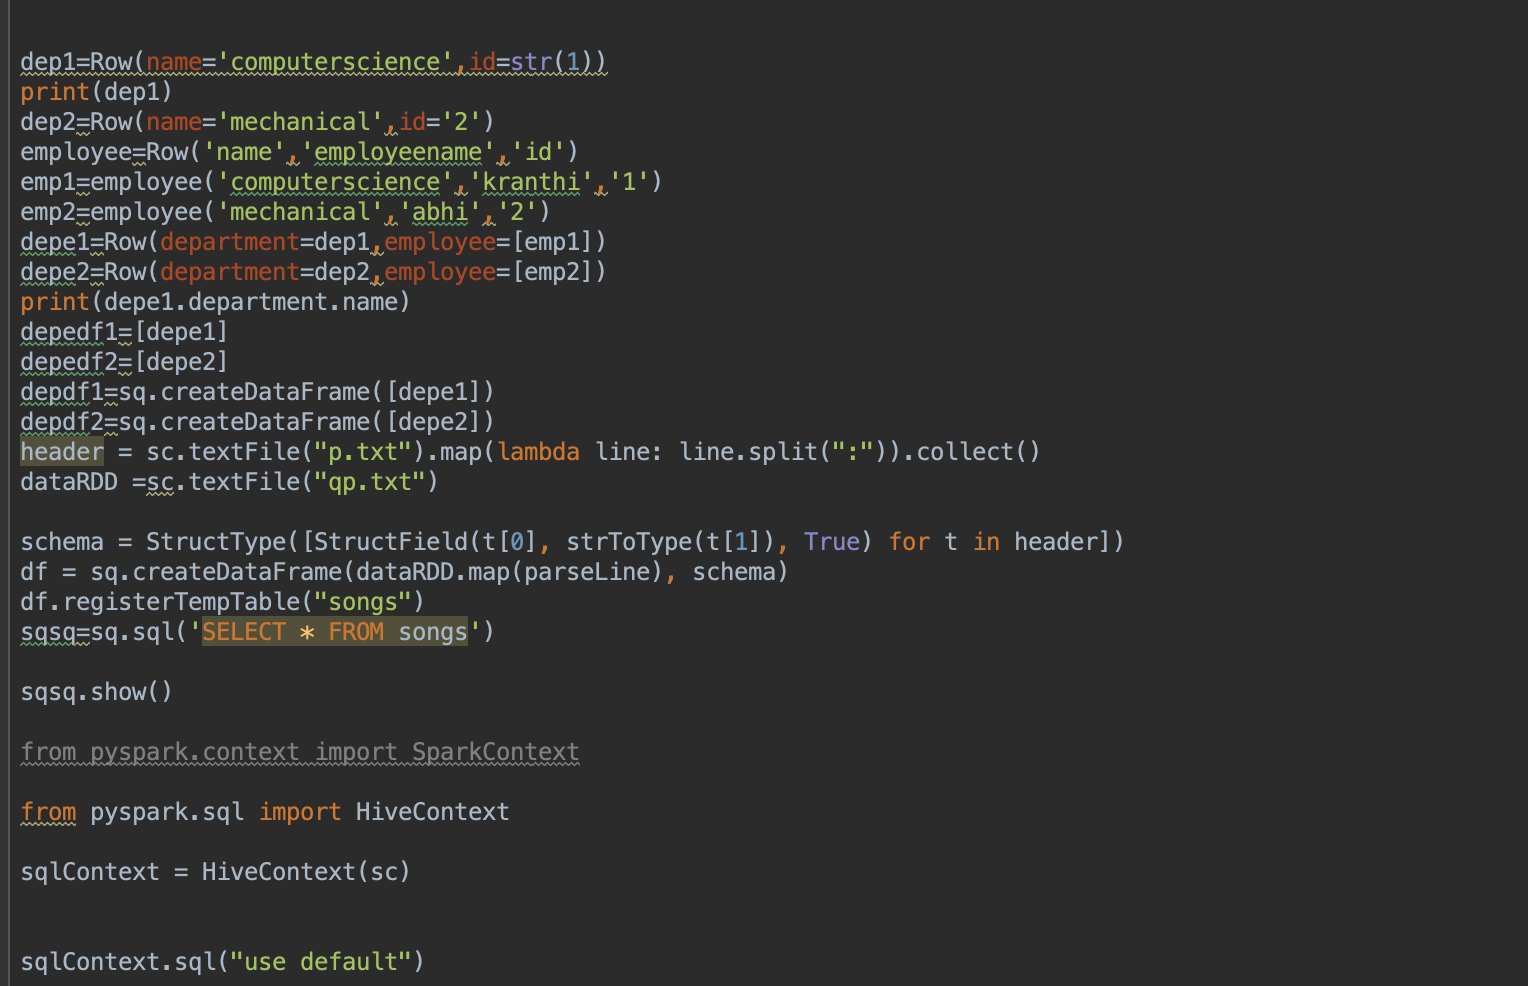 dep1=Row(name='computerscience',id=str(1))
print(dep1)
dep2=Row(name='mechanical',id='2')
employee=Row('name','employeename','id')
emp1=employee('computerscience','kranthi','1')
emp2=employee('mechanical','abhi','2')
depe1=Row(department=dep1,employee=[emp1])
depe2=Row(department=dep2,employee=[emp2])
print(depe1.department.name)
depedf1=[depe1]
depedf2=[depe2]
depdf1=sq.createDataFrame([depe1])
depdf2=sq.createDataFrame([depe2])
header = sc.textFile("p.txt").map(lambda line: line.split(":")).collect()
dataRDD =sc.textFile("qp.txt")
schema = StructType([StructField(t[0], strToType(t[1]), True) for t in header])
df = sq.createDataFrame(dataRDD.map(parseLine), schema)
df.registerTempTable("songs")
sqsq=sq.sql('SELECT * FROM songs')
sqsq.show()
from pyspark.context import SparkContext
from pyspark.sql import HiveContext
sqlContext = HiveContext(sc)
sqlContext.sql("use default")